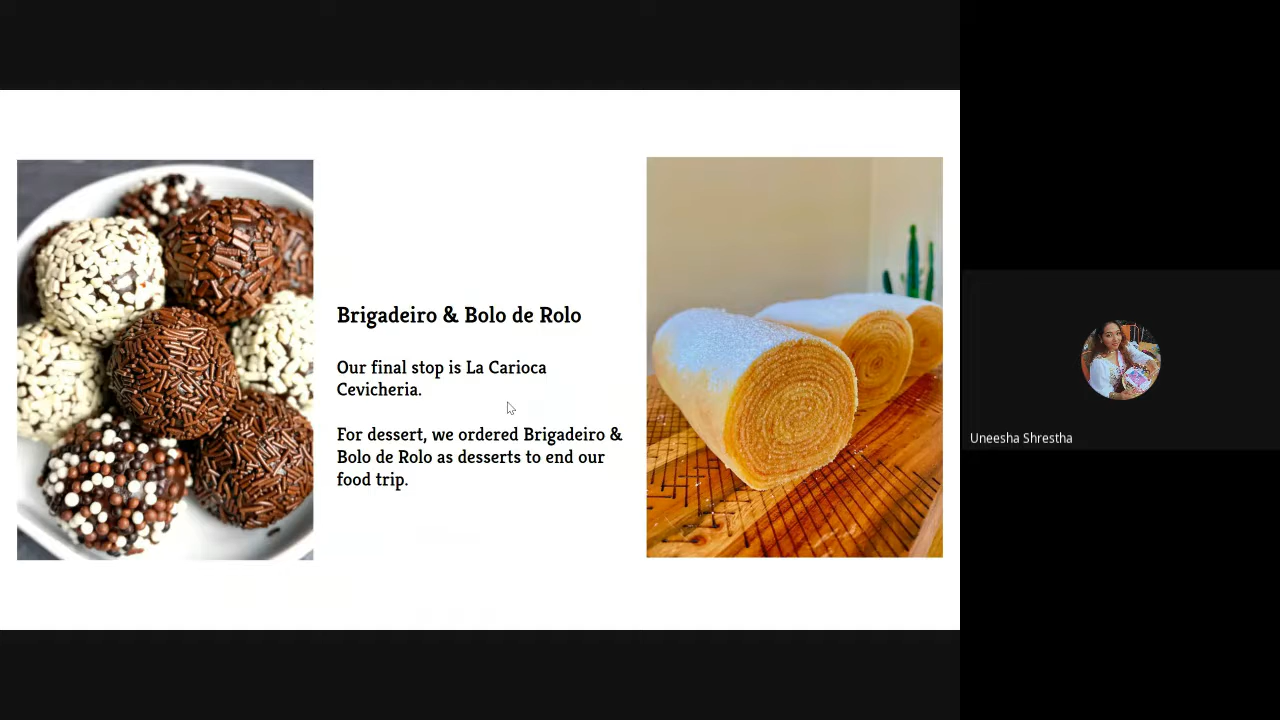 Brigadeiro & Bolo de Rolo
Our final stop is La Carioca
Cevicheria.
For dessert, we ordered Brigadeiro &
Bolo de Rolo as desserts to end our
food trip.
Uneesha Shrestha